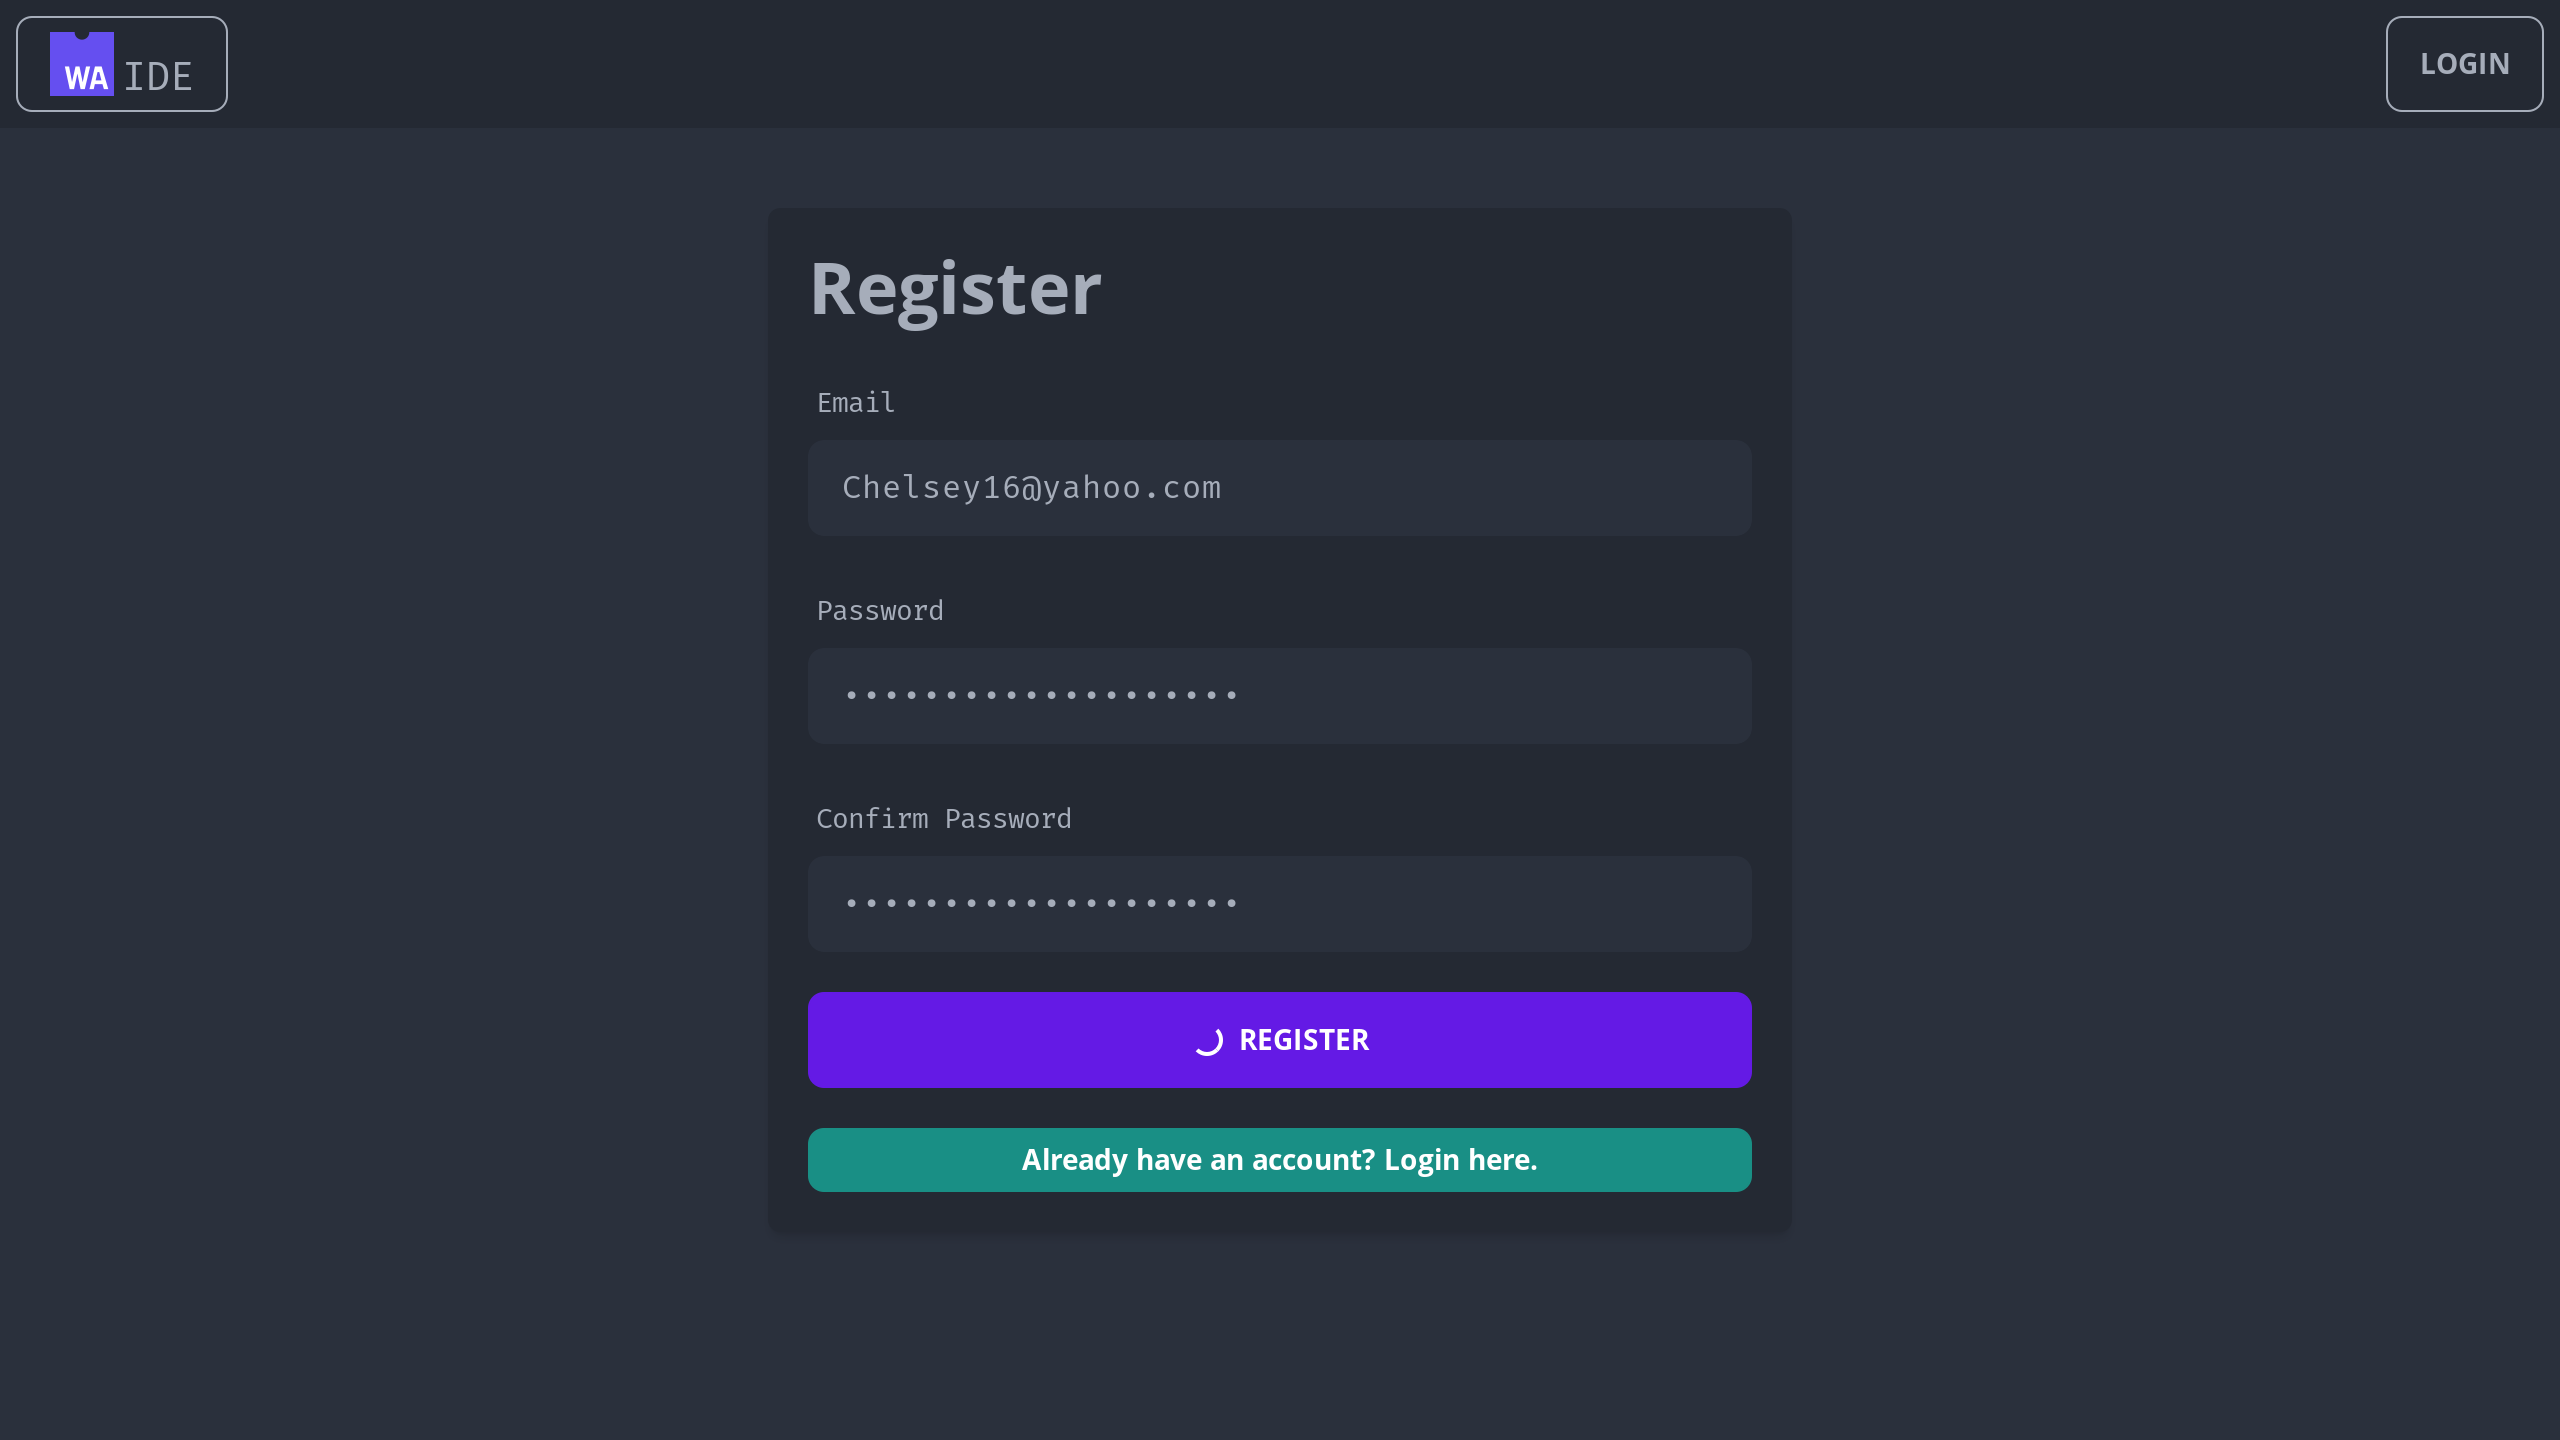 WA IDE
LOGIN
Register
Email
Chelsey16@yahoo.com
Password
••••••••••••••••••••
Confirm Password
••••••••••••••••••••
REGISTER
Already have an account? Login here.